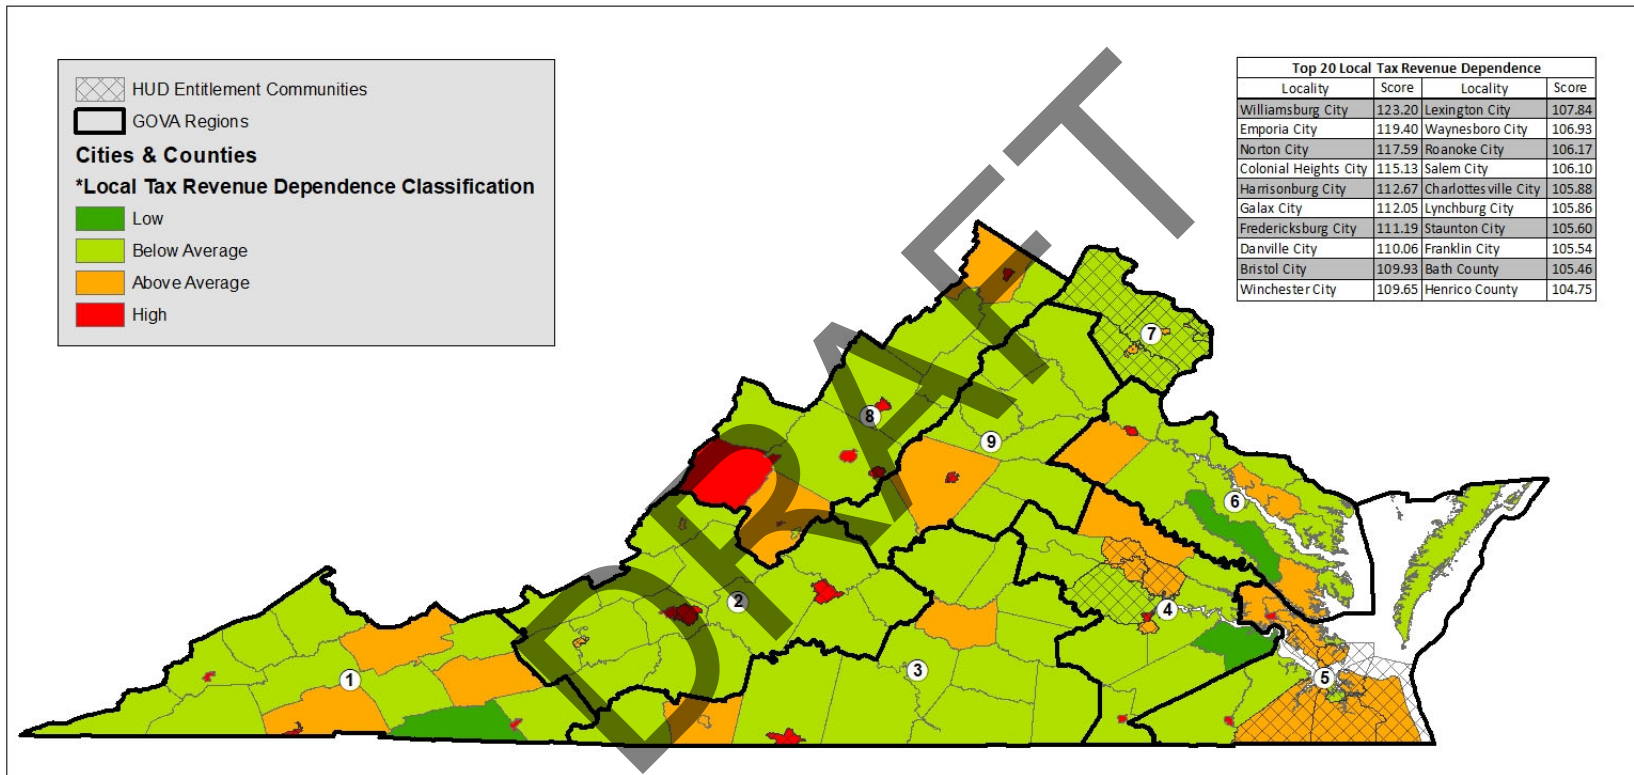 HUD Entitlement Communities
GOVA Regions
Cities & Counties
*Local Tax Revenue Dependence Classification
Low
Below Average
Above Average
High
Top 20 Local Tax Revenue Dependence
Locality Score Locality Score
Williamsburg City 123.20 Lexington City 107.84
Emporia City 119.40 Waynesboro City 106.93
Norton City 117.59 Roanoke City 106.17
Colonial Heights City 115.13 Salem City 106.10
Harrisonburg City 112.67 Charlottesville City 105.88
Galax City 112.05 Lynchburg City 105.86
Fredericksburg City 111.19 Staunton City 105.60
Danville City 110.06 Franklin City 105.54
Bristol City 109.93 Bath County 105.46
Winchester City 109.65 Henrico County 104.75
DRAFT
7
8
9
6
2
4
3
1
5